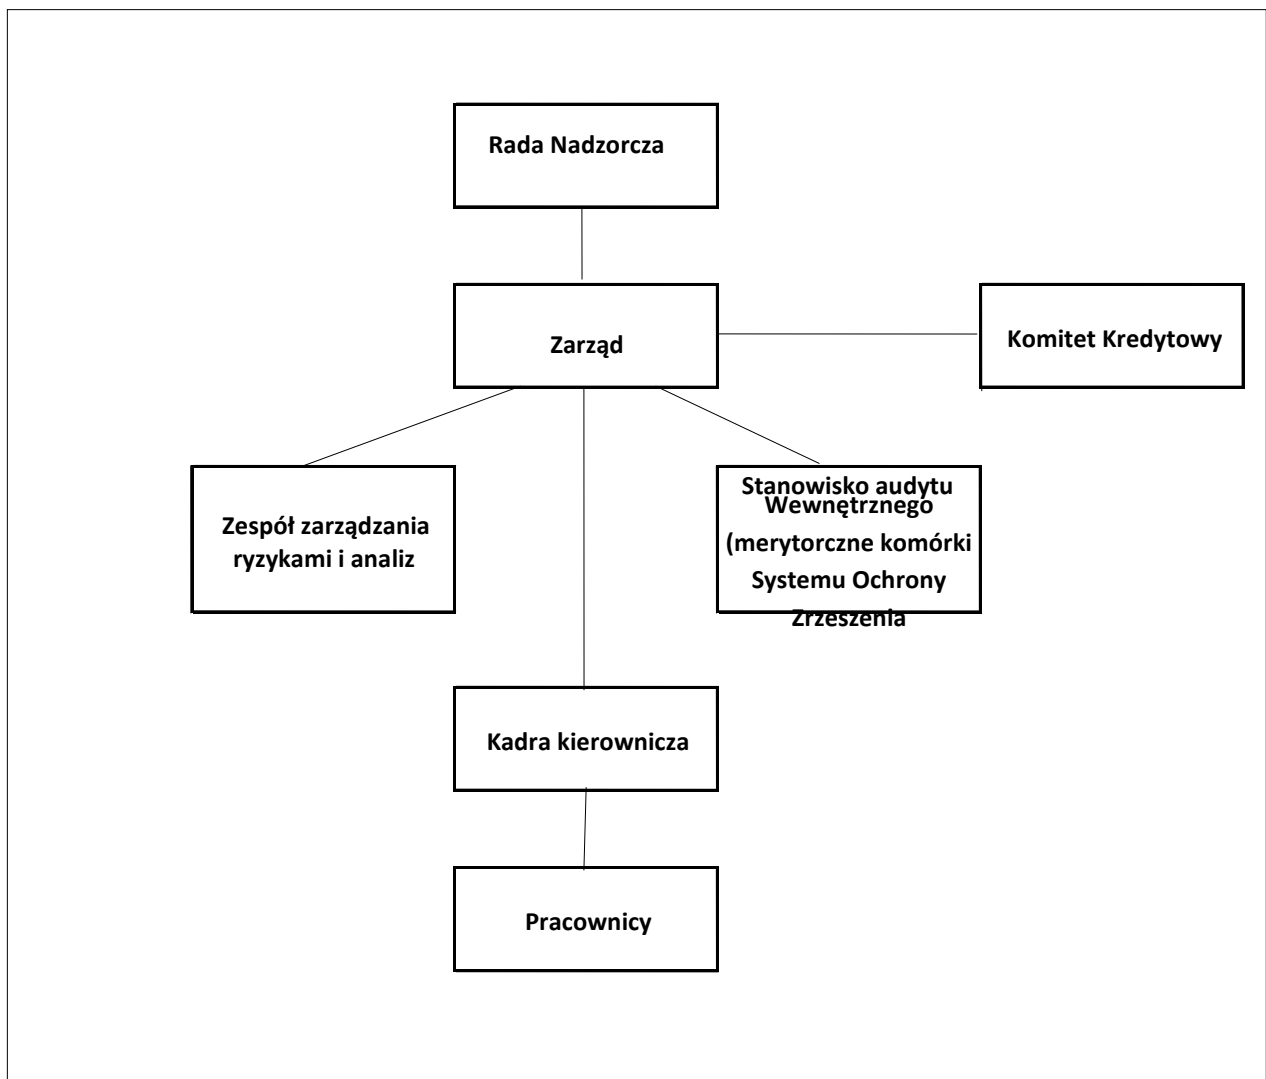 Rada Nadzorcza
Zarząd
Komitet Kredytowy
Zespół zarządzania
ryzykami i analiz
Stanowisko audytu
Wewnętrznego
(merytorczne komórki
Systemu Ochrony
Zrzeszenia
Kadra kierownicza
Pracownicy